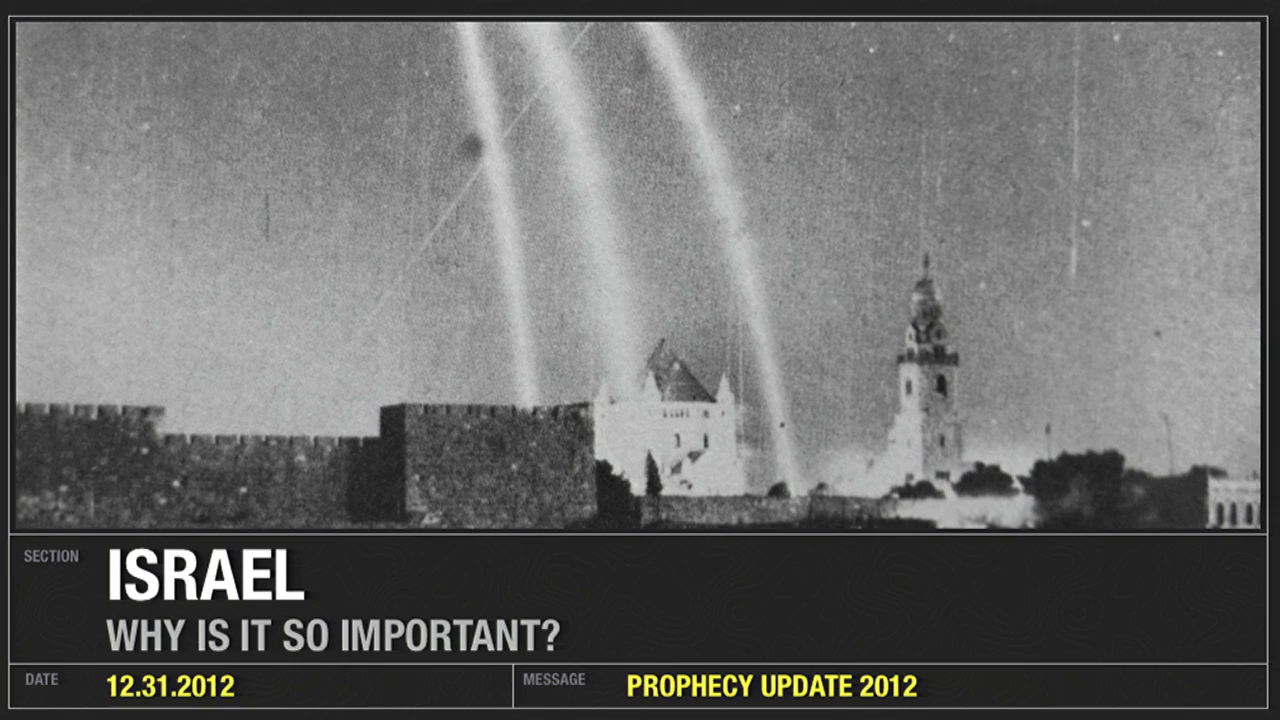 SECTION
ISRAEL
WHY IS IT SO IMPORTANT?
DATE
12.31.2012
MESSAGE
PROPHECY UPDATE 2012